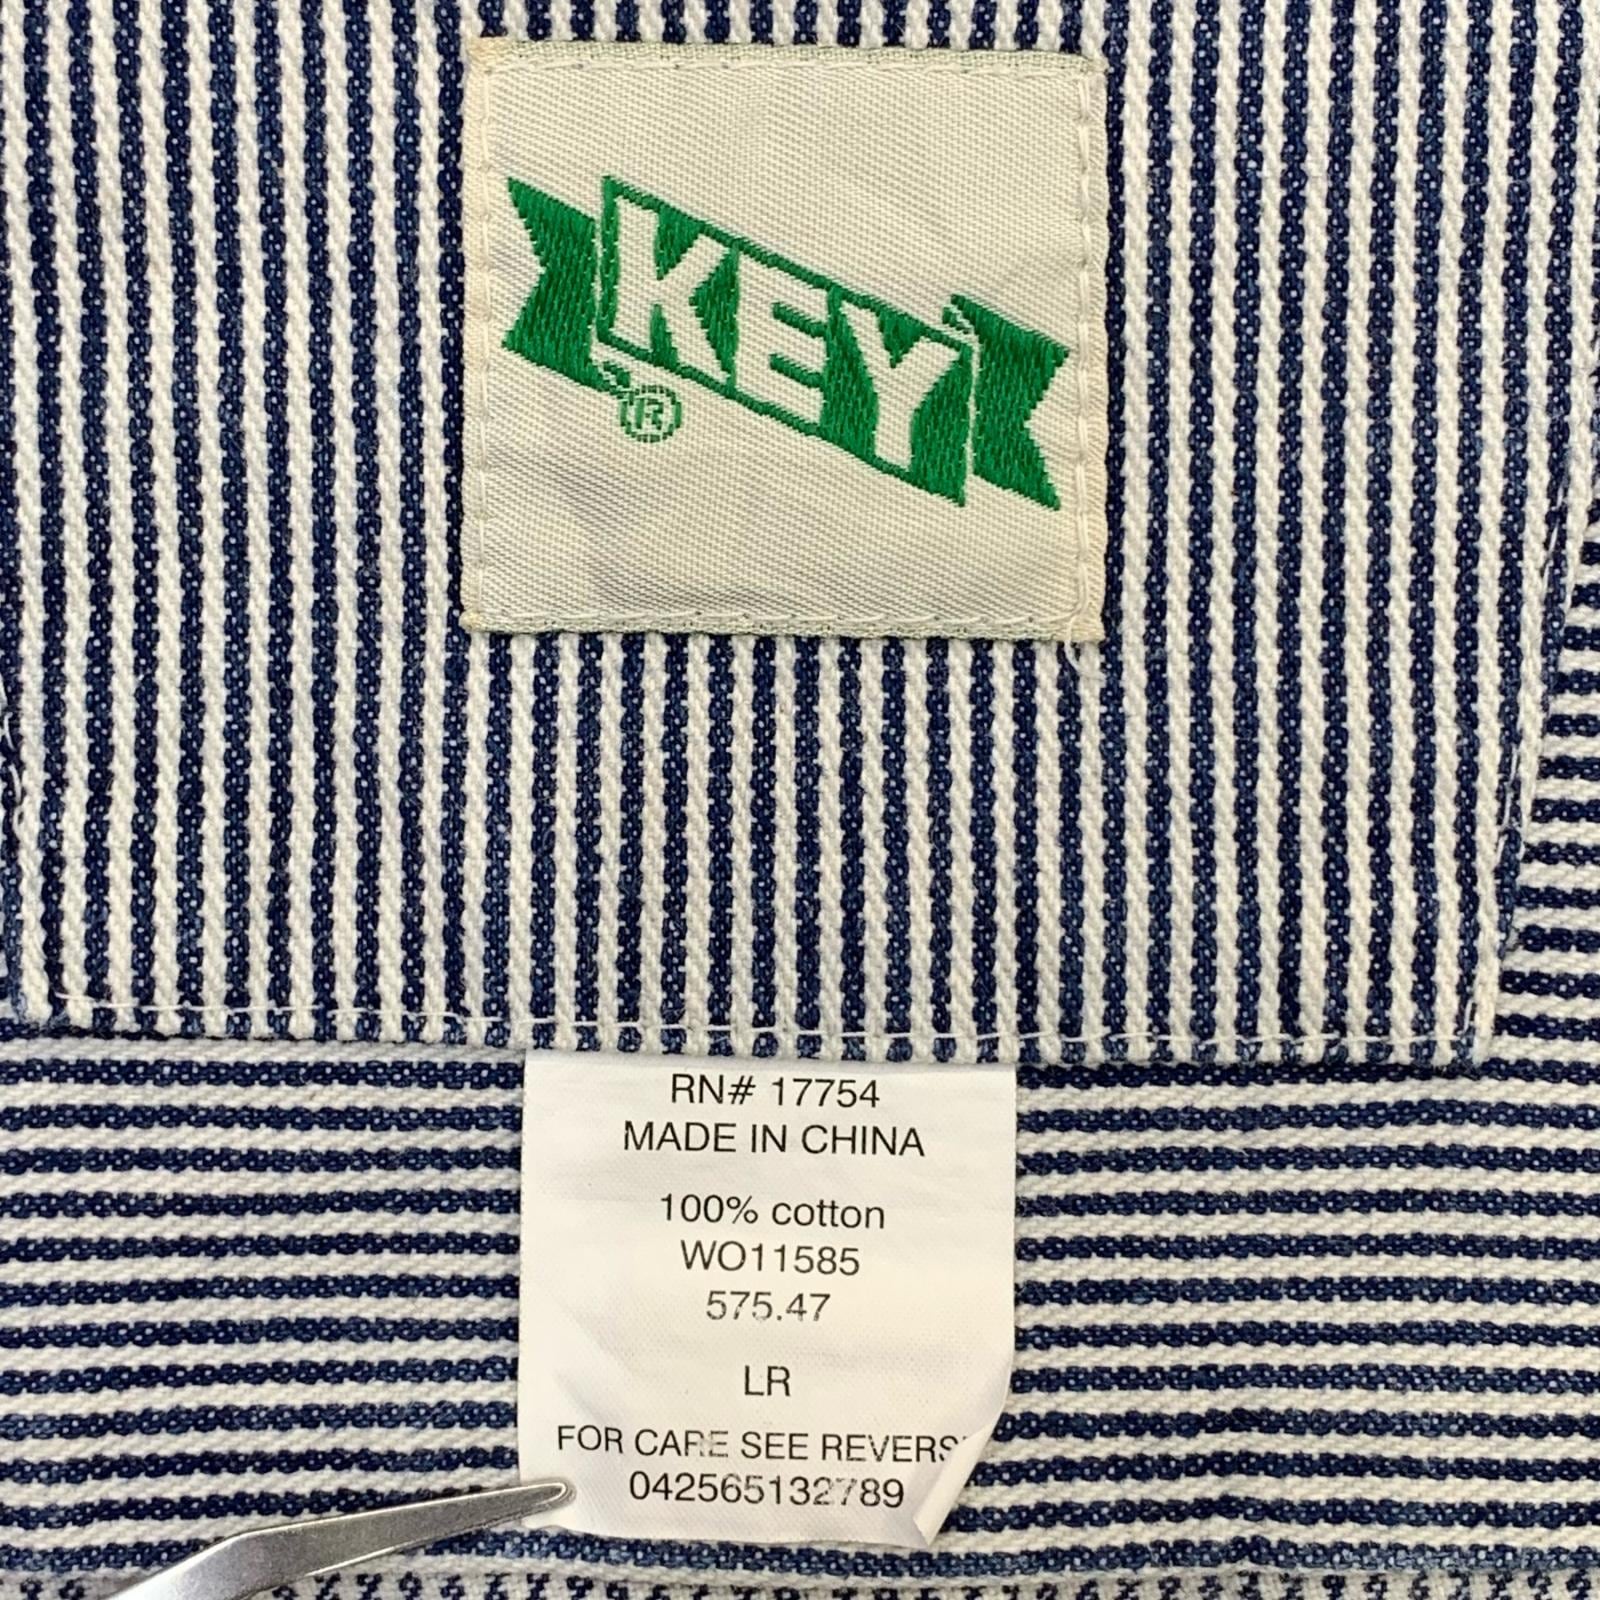 KEY
®
RN# 17754
MADE IN CHINA
100% cotton
WO11585
575.47
LR
FOR CARE SEE REVERS
042565132789